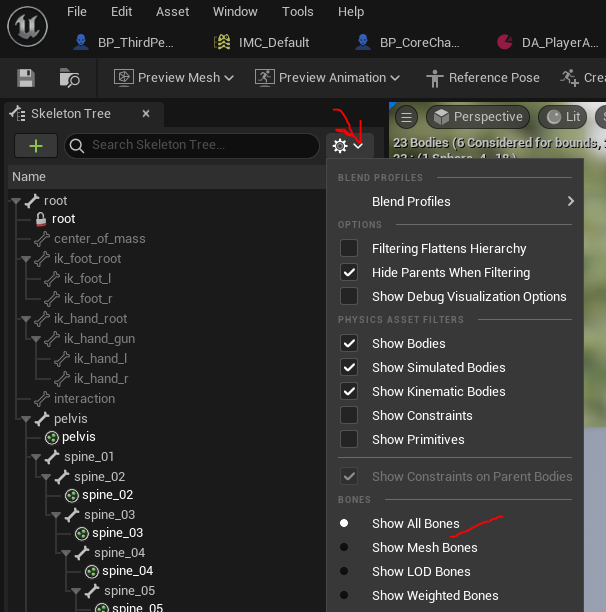 File Edit Asset Window Tools Help
BP_ThirdPe... IMC_Default BP_CoreCha... DA_PlayerA...
Preview Mesh Preview Animation Reference Pose Crea
Skeleton Tree
Perspective Lit
Search Skeleton Tree...
23 Bodies (6 Considered for bounds,
Name
root
root
center_of_mass
ik_foot_root
ik_foot_l
ik_foot_r
ik_hand_root
ik_hand_gun
ik_hand_l
ik_hand_r
interaction
pelvis
pelvis
spine_01
spine_02
spine_02
spine_03
spine_03
spine_04
spine_04
spine_05
spine_05
BLEND PROFILES
Blend Profiles
OPTIONS
Filtering Flattens Hierarchy
Hide Parents When Filtering
Show Debug Visualization Options
PHYSICS ASSET FILTERS
Show Bodies
Show Simulated Bodies
Show Kinematic Bodies
Show Constraints
Show Primitives
Show Constraints on Parent Bodies
BONES
Show All Bones
Show Mesh Bones
Show LOD Bones
Show Weighted Bones